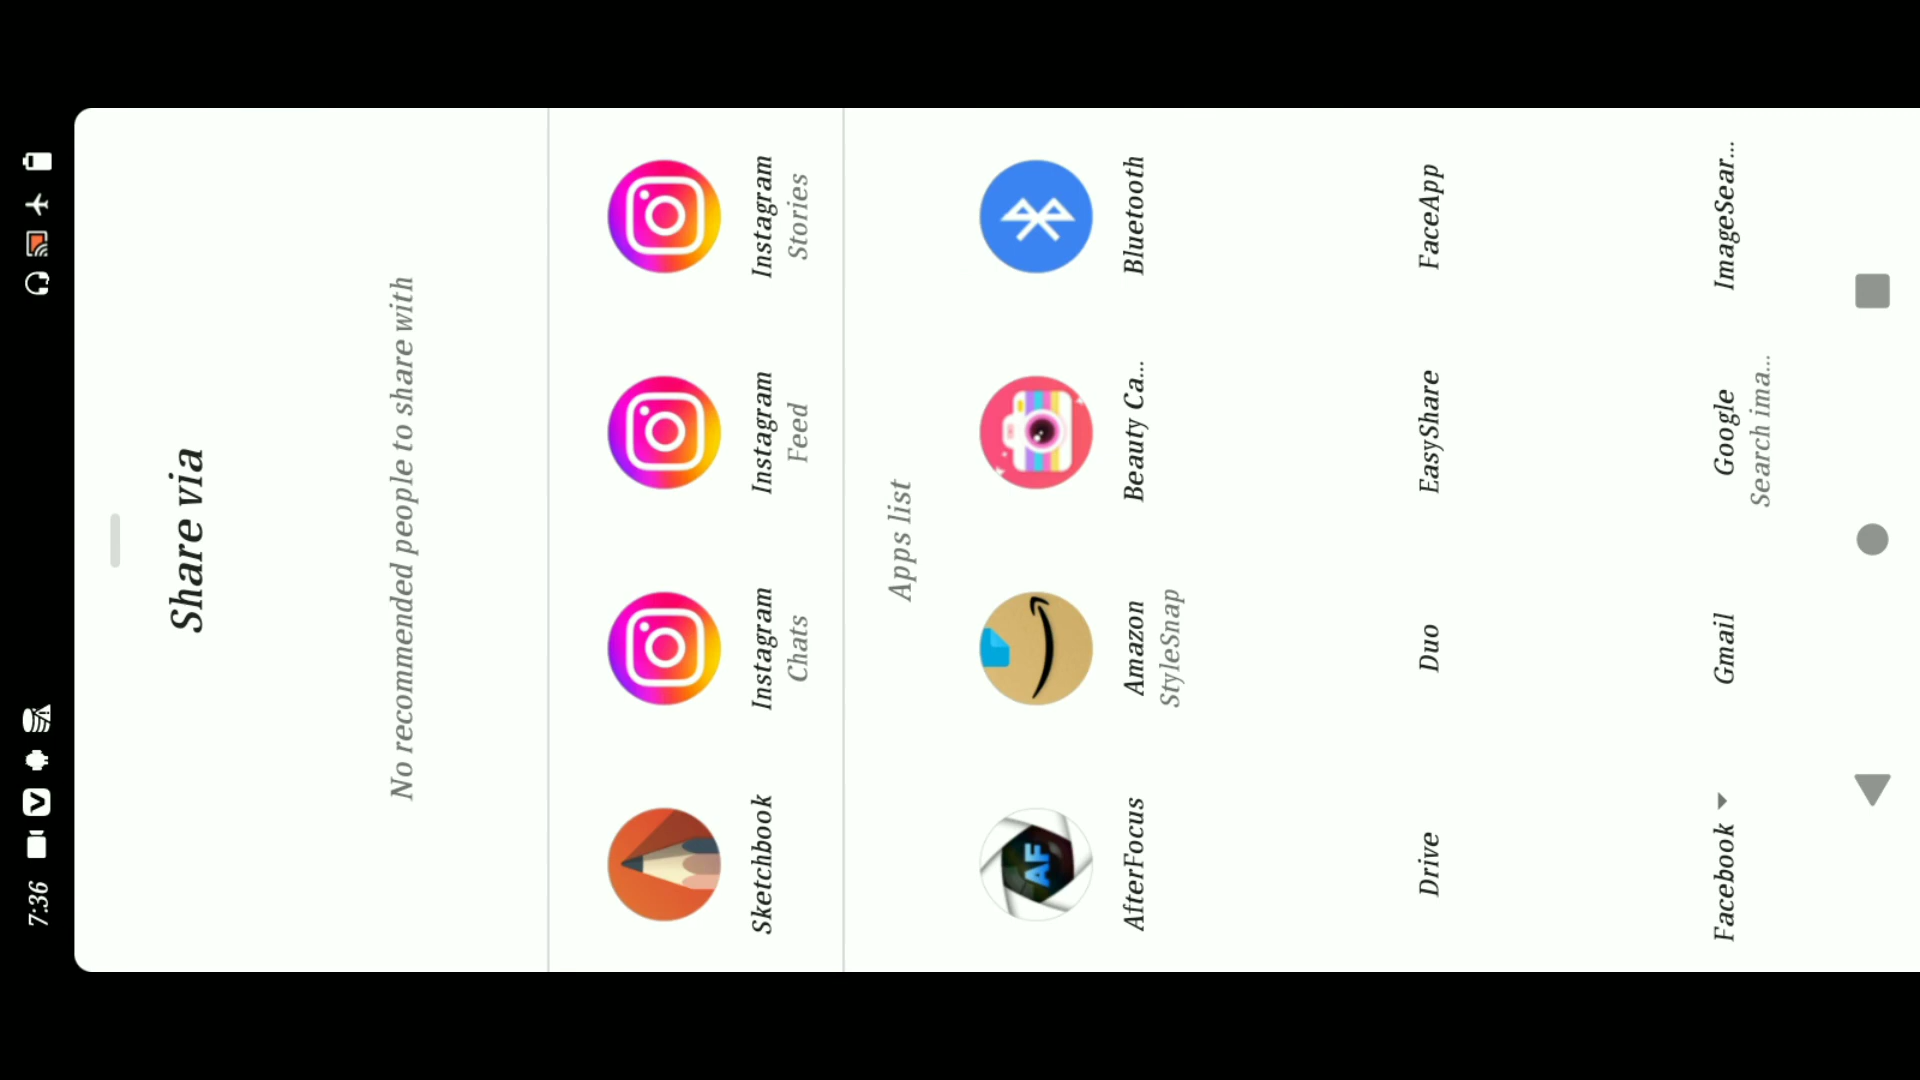 7:36
Share via
No recommended people to share with
Sketchbook
Instagram
Chats
Instagram
Feed
Instagram
Stories
Apps list
AF
AfterFocus
Amazon
StyleSnap
Beauty Ca...
Bluetooth
Drive
Duo
EasyShare
FaceApp
Facebook
Gmail
Google
Search ima...
ImageSear...